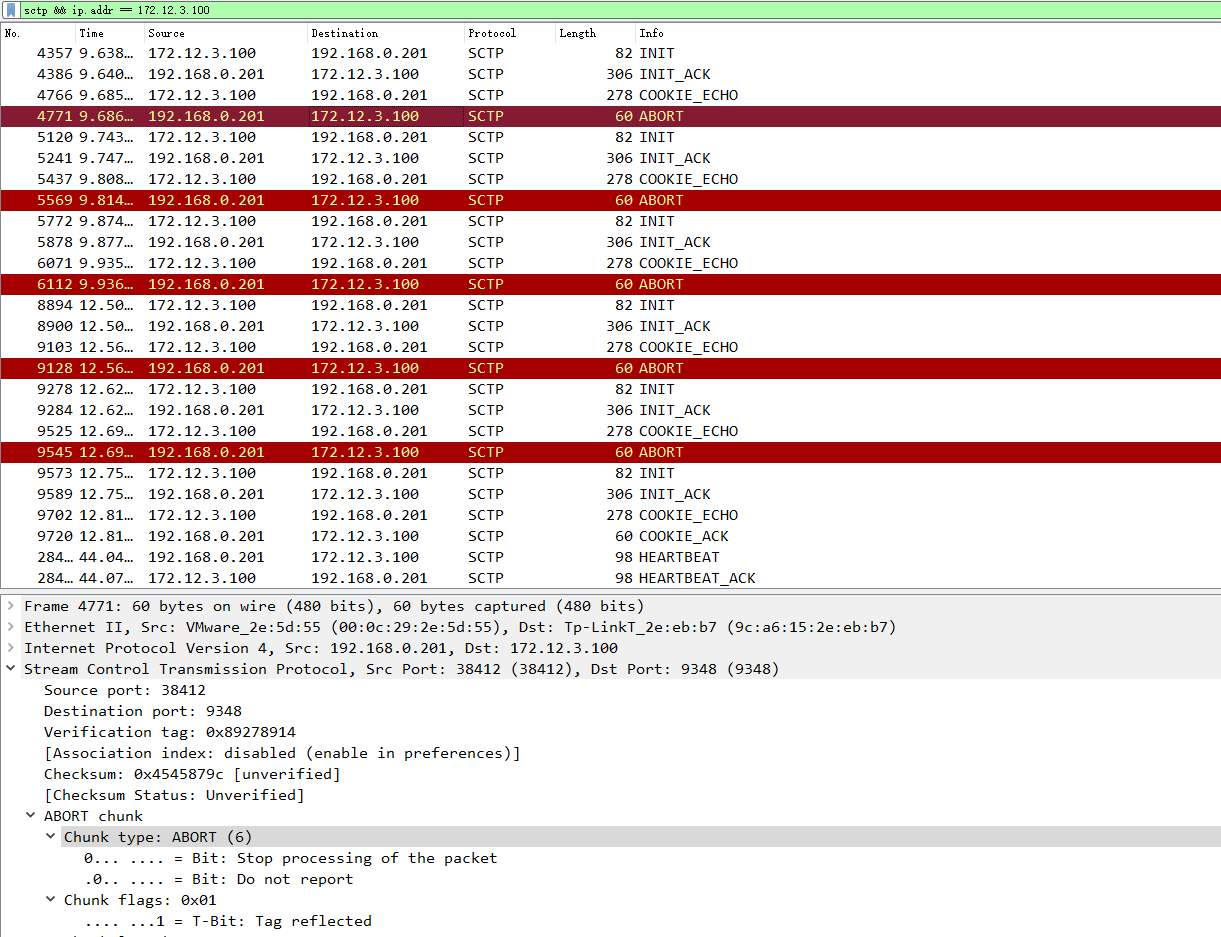 sctp && ip.addr == 172.12.3.100
No. Time Source Destination Protocol Length Info
4357 9.638… 172.12.3.100 192.168.0.201 SCTP 82 INIT
4386 9.640… 192.168.0.201 172.12.3.100 SCTP 306 INIT_ACK
4766 9.685… 172.12.3.100 192.168.0.201 SCTP 278 COOKIE_ECHO
4771 9.686… 192.168.0.201 172.12.3.100 SCTP 60 ABORT
5120 9.743… 172.12.3.100 192.168.0.201 SCTP 82 INIT
5241 9.747… 192.168.0.201 172.12.3.100 SCTP 306 INIT_ACK
5437 9.808… 172.12.3.100 192.168.0.201 SCTP 278 COOKIE_ECHO
5569 9.814… 192.168.0.201 172.12.3.100 SCTP 60 ABORT
5772 9.874… 172.12.3.100 192.168.0.201 SCTP 82 INIT
5878 9.877… 192.168.0.201 172.12.3.100 SCTP 306 INIT_ACK
6071 9.935… 172.12.3.100 192.168.0.201 SCTP 278 COOKIE_ECHO
6112 9.936… 192.168.0.201 172.12.3.100 SCTP 60 ABORT
8894 12.50… 172.12.3.100 192.168.0.201 SCTP 82 INIT
8900 12.50… 192.168.0.201 172.12.3.100 SCTP 306 INIT_ACK
9103 12.56… 172.12.3.100 192.168.0.201 SCTP 278 COOKIE_ECHO
9128 12.56… 192.168.0.201 172.12.3.100 SCTP 60 ABORT
9278 12.62… 172.12.3.100 192.168.0.201 SCTP 82 INIT
9284 12.62… 192.168.0.201 172.12.3.100 SCTP 306 INIT_ACK
9525 12.69… 172.12.3.100 192.168.0.201 SCTP 278 COOKIE_ECHO
9545 12.69… 192.168.0.201 172.12.3.100 SCTP 60 ABORT
9573 12.75… 172.12.3.100 192.168.0.201 SCTP 82 INIT
9589 12.75… 192.168.0.201 172.12.3.100 SCTP 306 INIT_ACK
9702 12.81… 172.12.3.100 192.168.0.201 SCTP 278 COOKIE_ECHO
9720 12.81… 192.168.0.201 172.12.3.100 SCTP 60 COOKIE_ACK
284… 44.04… 192.168.0.201 172.12.3.100 SCTP 98 HEARTBEAT
284… 44.07… 172.12.3.100 192.168.0.201 SCTP 98 HEARTBEAT_ACK
Frame 4771: 60 bytes on wire (480 bits), 60 bytes captured (480 bits)
Ethernet II, Src: VMware_2e:5d:55 (00:0c:29:2e:5d:55), Dst: Tp-LinkT_2e:eb:b7 (9c:a6:15:2e:eb:b7)
Internet Protocol Version 4, Src: 192.168.0.201, Dst: 172.12.3.100
Stream Control Transmission Protocol, Src Port: 38412 (38412), Dst Port: 9348 (9348)
Source port: 38412
Destination port: 9348
Verification tag: 0x89278914
[Association index: disabled (enable in preferences)]
Checksum: 0x4545879c [unverified]
[Checksum Status: Unverified]
ABORT chunk
Chunk type: ABORT (6)
0... .... = Bit: Stop processing of the packet
.0.. .... = Bit: Do not report
Chunk flags: 0x01
.... ...1 = T-Bit: Tag reflected